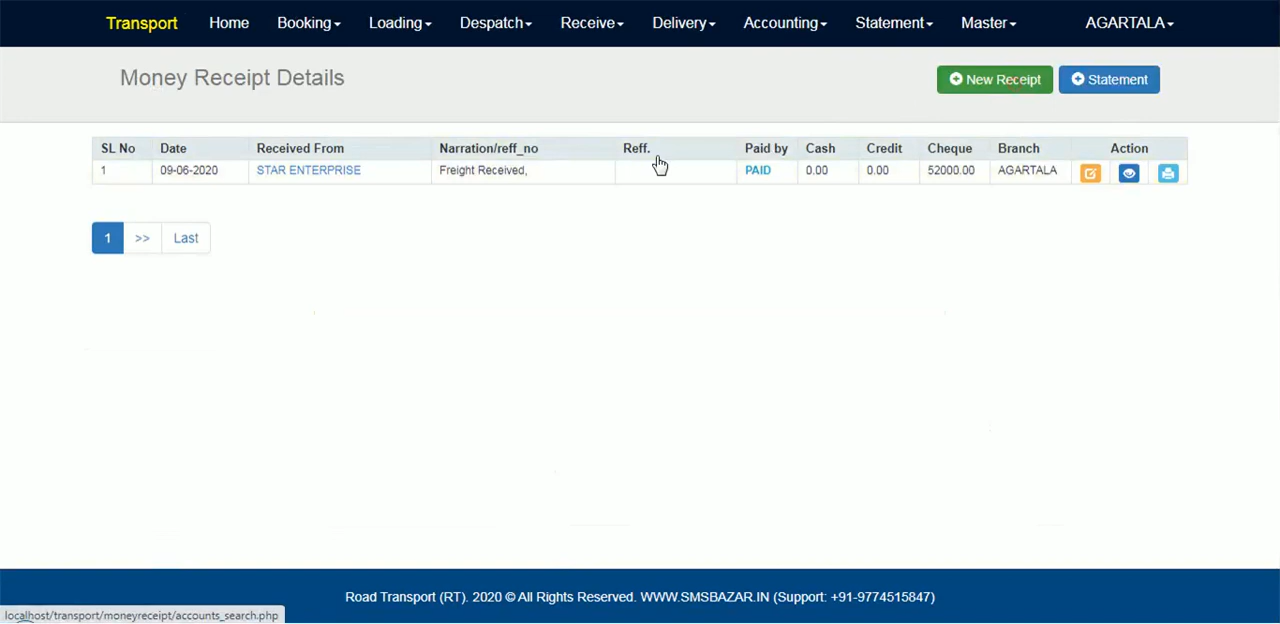 Transport Home Booking Loading Despatch Receive Delivery Accounting Statement Master AGARTALA
Money Receipt Details New Receipt Statement
SL No Date Received From Narration/reff_no Reff. Paid by Cash Credit Cheque Branch Action
1 09-06-2020 STAR ENTERPRISE Freight Received, PAID 0.00 0.00 52000.00 AGARTALA
1 >> Last
Road Transport (RT). 2020 © All Rights Reserved. WWW.SMSBAZAR.IN (Support: +91-9774515847)
localhost/transport/moneyreceipt/accounts_search.php